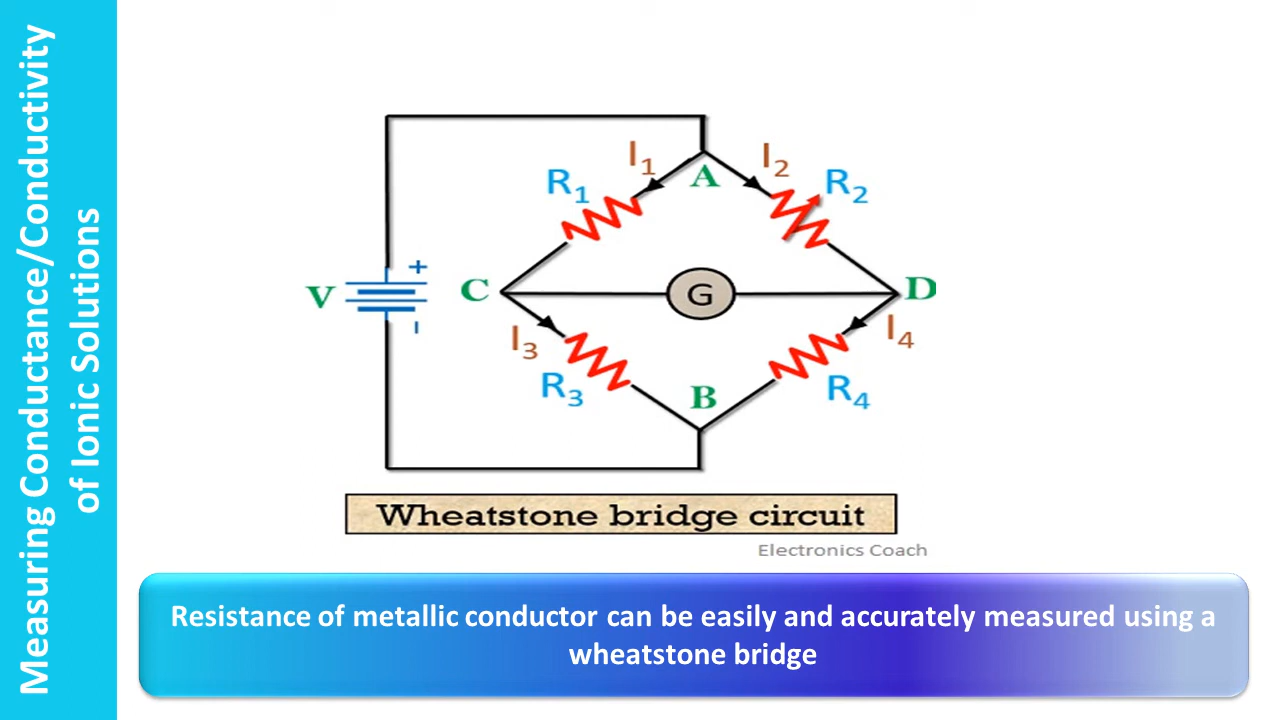 Measuring Conductance/Conductivity
of Ionic Solutions
I1
I2
A
R1
R2
+
V
C
G
D
-
I3
I4
R3
B
R4
Wheatstone bridge circuit
Electronics Coach
Resistance of metallic conductor can be easily and accurately measured using a
wheatstone bridge